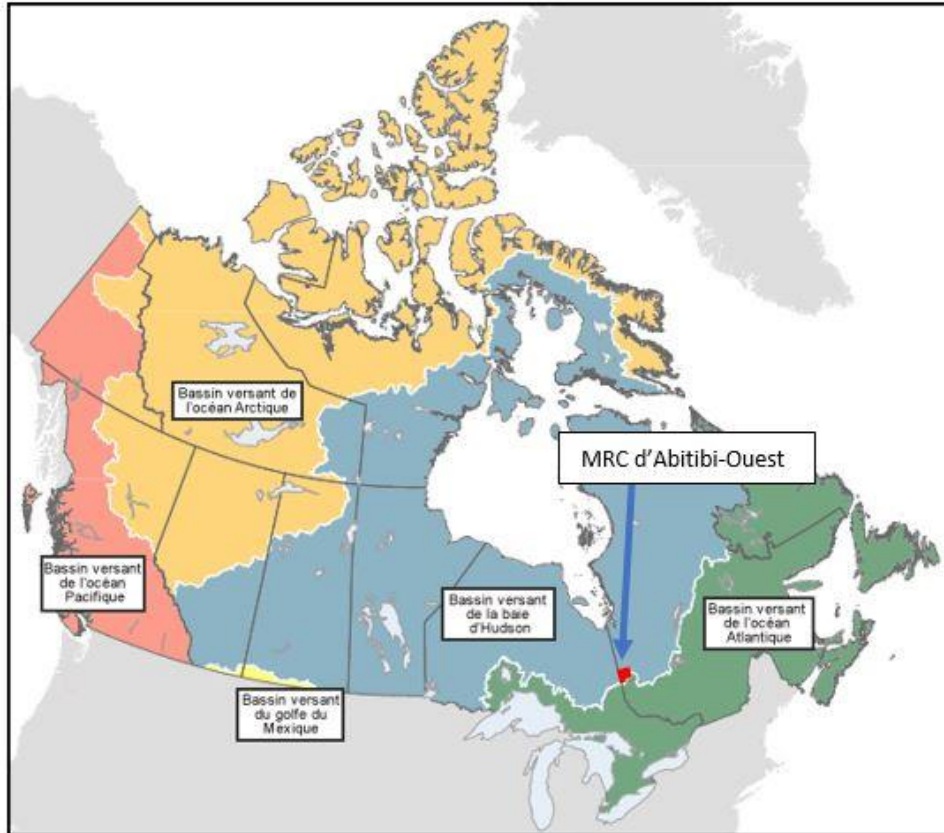 Bassin versant de
l'océan Arctique
MRC d'Abitibi-Ouest
Bassin versant
de l'océan
Pacifique
Bassin versant
de la baie
d'Hudson
Bassin versant
de l'océan
Atlantique
Bassin versant
du golfe du
Mexique